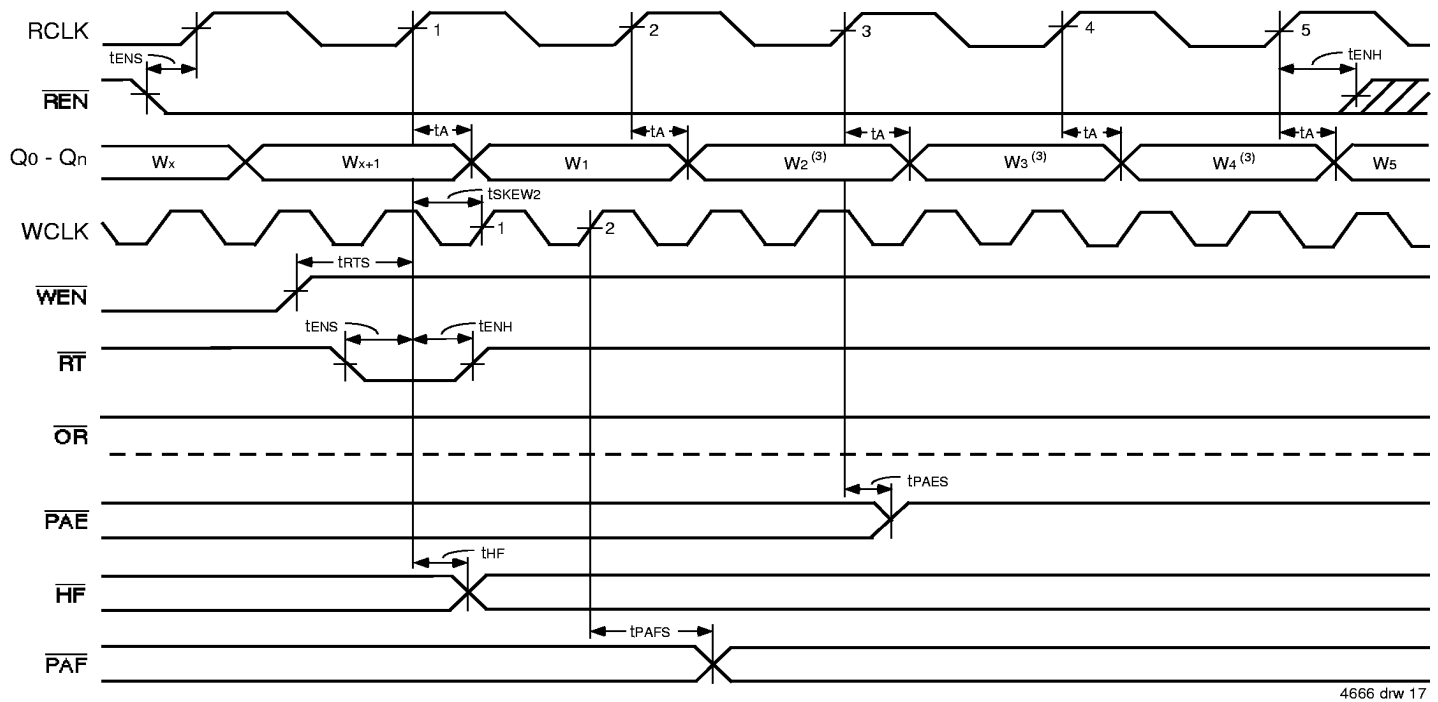 RCLK 1 2 3 4 5
tENS tENH
REN
tA tA tA tA tA
Q0 - Qn Wx Wx+1 W1 W2 (3) W3 (3) W4 (3) W5
tSKEW2
WCLK 1 2
tRTS
WEN
tENS tENH
RT
OR
tPAES
PAE
tHF
HF
tPAFS
PAF
4666 drw 17